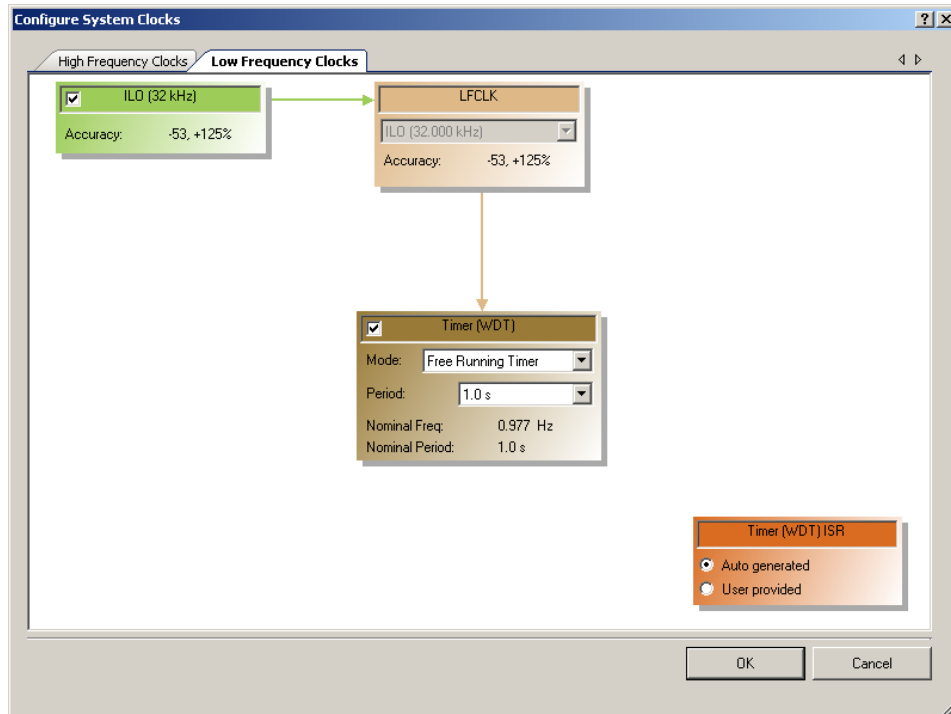 Configure System Clocks
High Frequency Clocks
Low Frequency Clocks
ILO (32 kHz)
Accuracy: -53, +125%
LFCLK
ILO (32.000 kHz)
Accuracy: -53, +125%
Timer (WDT)
Mode: Free Running Timer
Period: 1.0 s
Nominal Freq: 0.977 Hz
Nominal Period: 1.0 s
Timer (WDT) ISR
Auto generated
User provided
OK
Cancel